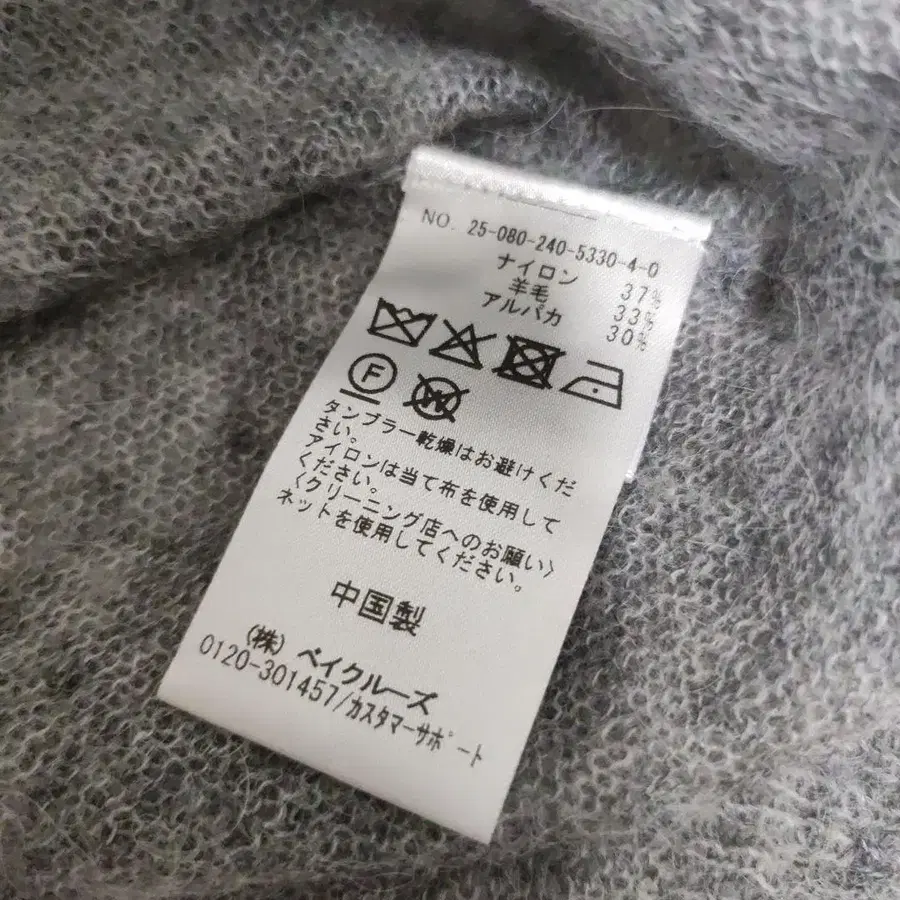 NO. 25-080-240-5330-4-0
ナイロン 37%
羊毛 33%
アルパカ 30%
F
W
タンブラー乾燥はお避けくだ
さい。
アイロンは当て布を使用して
ください。
〈クリーニング店へのお願い〉
ネットを使用してください。
中国製
(株) ベイクルーズ
0120-301457/カスタマーサポート